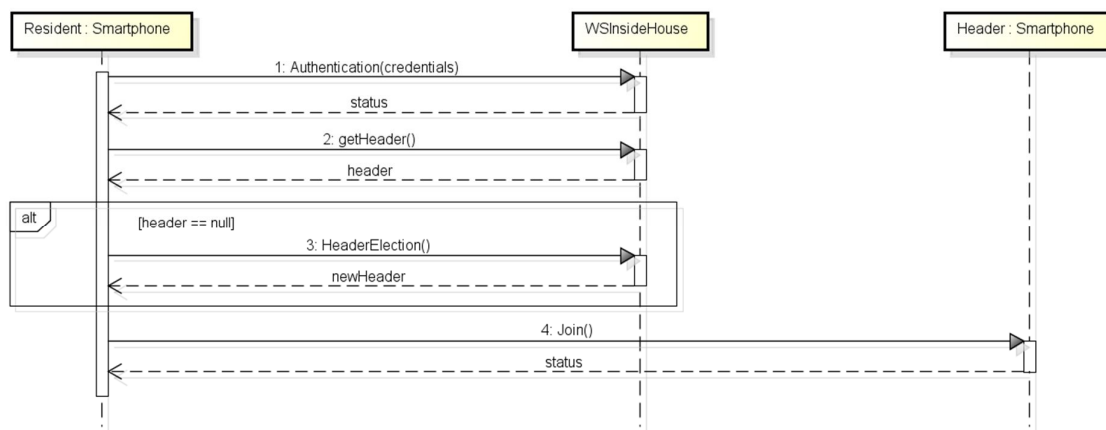 Resident : Smartphone
WSInsideHouse
Header : Smartphone
1: Authentication(credentials)
status
2: getHeader()
header
alt
[header == null]
3: HeaderElection()
newHeader
4: Join()
status